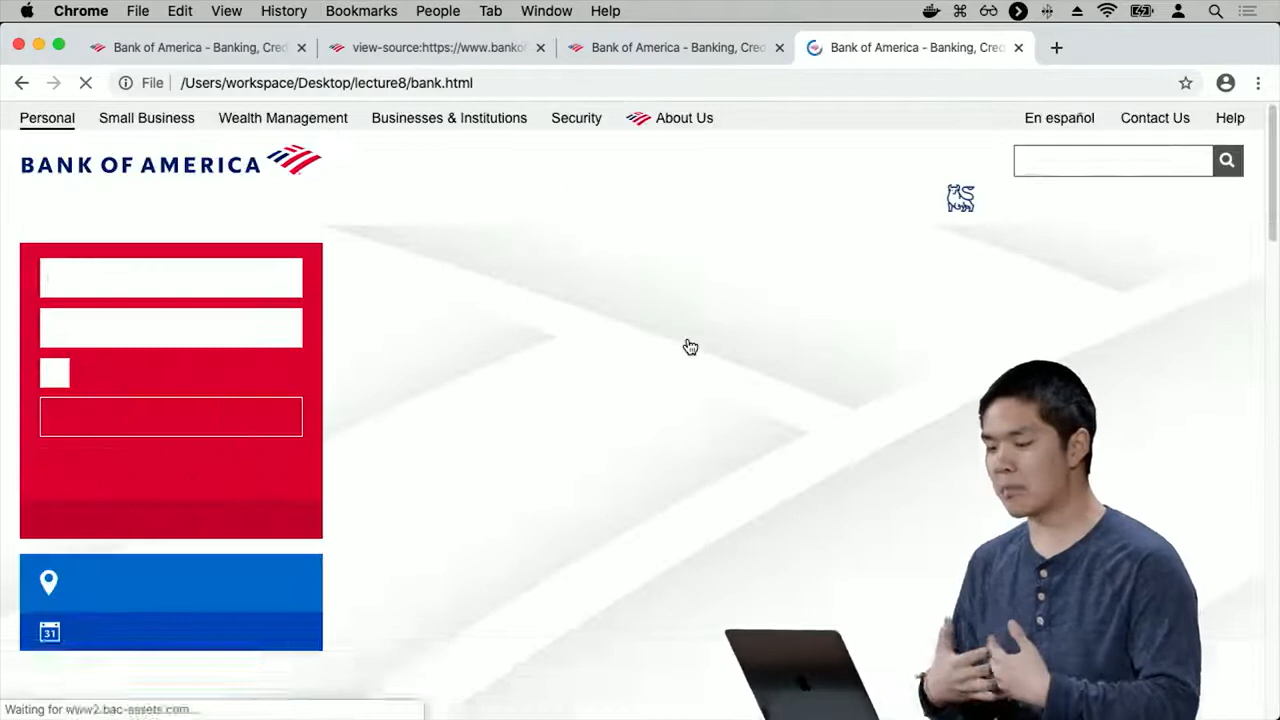 Chrome File Edit View History Bookmarks People Tab Window Help
Bank of America - Banking, Cred
view-source:https://www.banko
Bank of America - Banking, Cred
Bank of America - Banking, Cred
File /Users/workspace/Desktop/lecture8/bank.html
Personal Small Business Wealth Management Businesses & Institutions Security About Us En español Contact Us Help
BANK OF AMERICA
31
Waiting for www2.bac-assets.com...